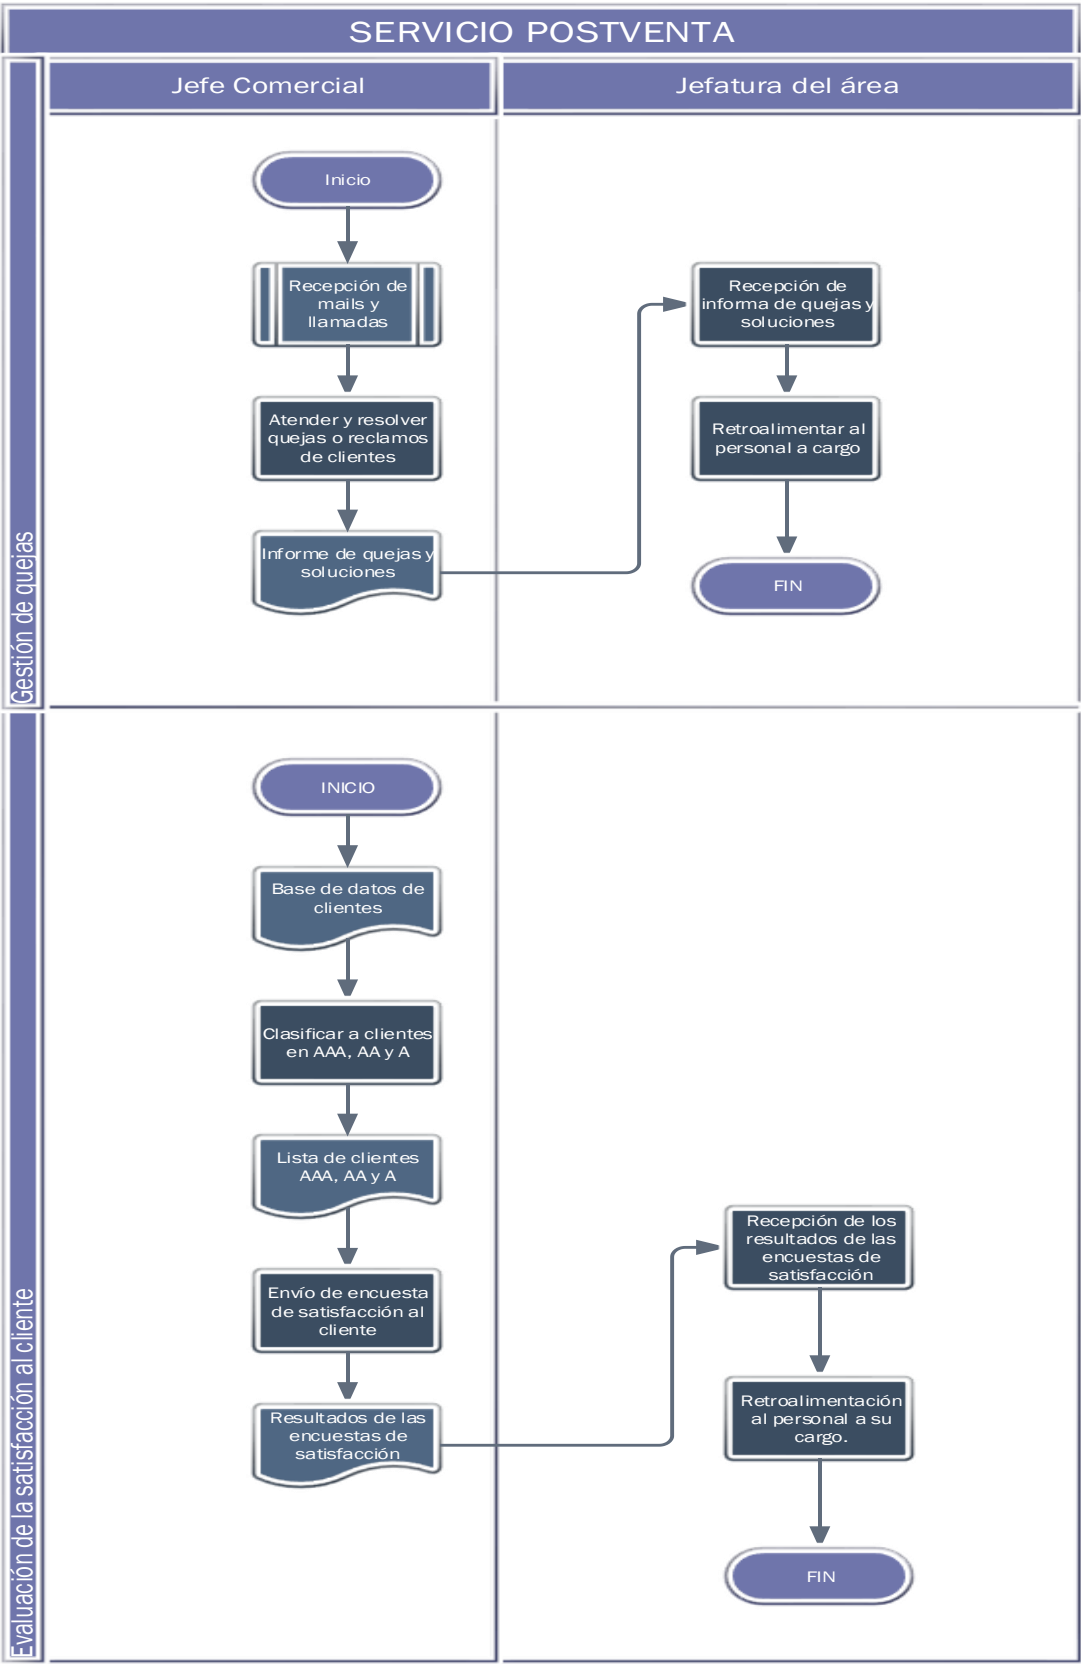 SERVICIO POSTVENTA
Jefe Comercial
Jefatura del área
Gestión de quejas
Inicio
Recepción de
mails y
llamadas
Atender y resolver
quejas o reclamos
de clientes
Informe de quejas y
soluciones
Recepción de
informa de quejas y
soluciones
Retroalimentar al
personal a cargo
FIN
Evaluación de la satisfacción al cliente
INICIO
Base de datos de
clientes
Clasificar a clientes
en AAA, AA y A
Lista de clientes
AAA, AA y A
Envío de encuesta
de satisfacción al
cliente
Resultados de las
encuestas de
satisfacción
Recepción de los
resultados de las
encuestas de
satisfacción
Retroalimentación
al personal a su
cargo.
FIN